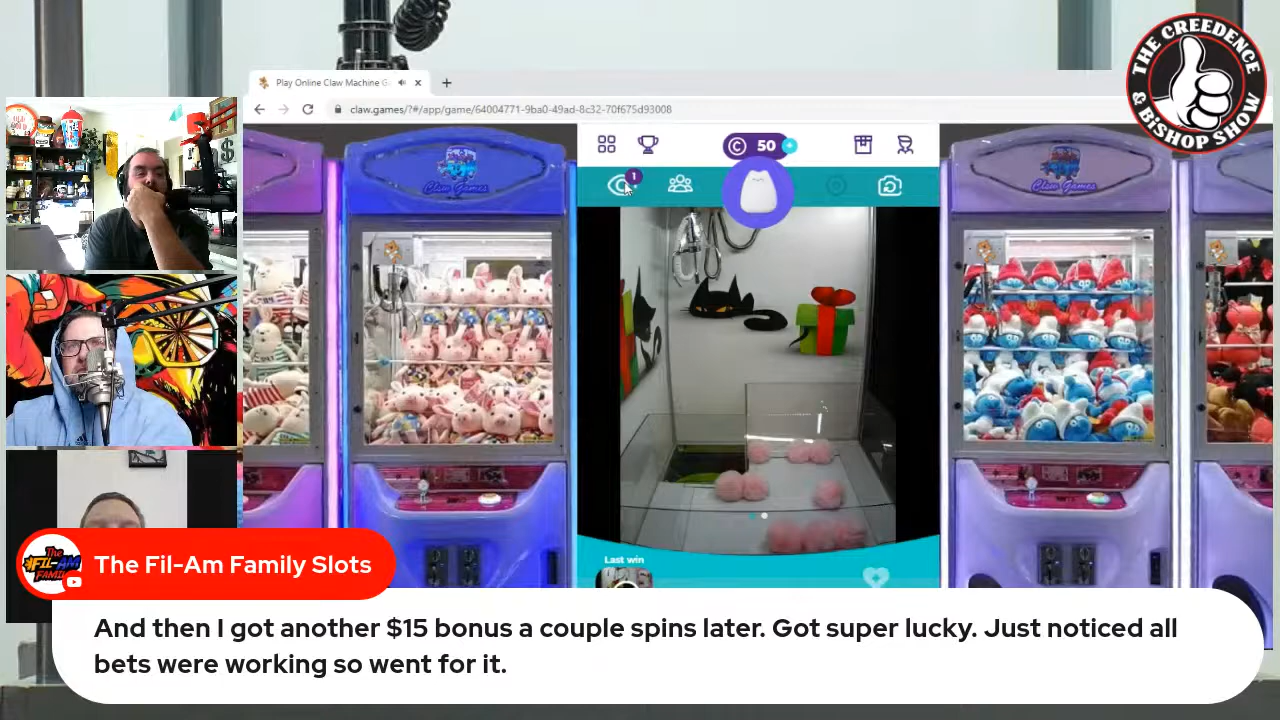 THE CREEDENCE
& BiSHOP SHOW
Play Online Claw Machine G
claw.games/?#/app/game/64004771-9ba0-49ad-8c32-70f675d93008
50
1
Claw Games
Claw Games
Last win
The Fil-Am Family Slots
And then I got another $15 bonus a couple spins later. Got super lucky. Just noticed all
bets were working so went for it.